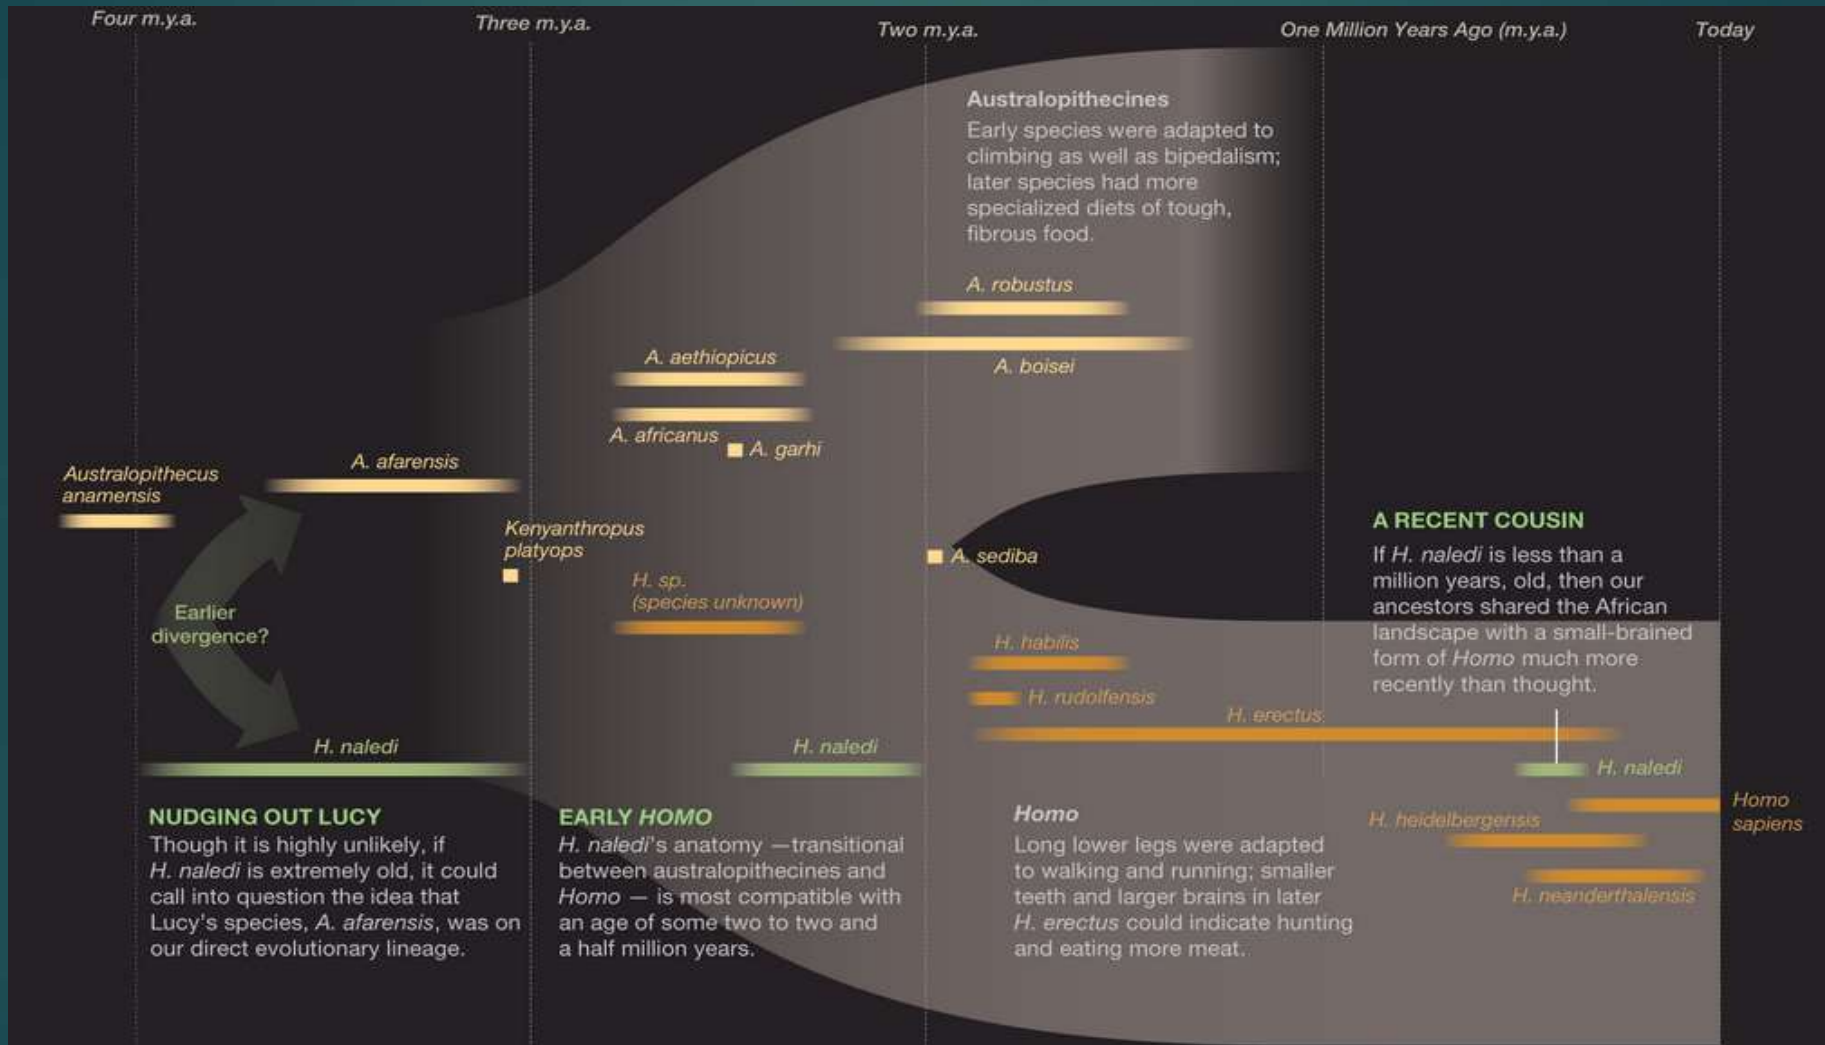 Four m.y.a.
Three m.y.a.
Two m.y.a.
One Million Years Ago (m.y.a.)
Today
Australopithecines
Early species were adapted to
climbing as well as bipedalism;
later species had more
specialized diets of tough,
fibrous food.
A. robustus
A. boisei
A. aethiopicus
A. africanus
A. garhi
A. afarensis
Australopithecus
anamensis
Kenyanthropus
platyops
A. sediba
H. sp.
(species unknown)
Earlier
divergence?
H. habilis
H. rudolfensis
H. erectus
A RECENT COUSIN
If H. naledi is less than a
million years, old, then our
ancestors shared the African
landscape with a small-brained
form of Homo much more
recently than thought.
H. naledi
H. naledi
H. naledi
Homo
sapiens
H. heidelbergensis
H. neanderthalensis
NUDGING OUT LUCY
Though it is highly unlikely, if
H. naledi is extremely old, it could
call into question the idea that
Lucy's species, A. afarensis, was on
our direct evolutionary lineage.
EARLY HOMO
H. naledi's anatomy —transitional
between australopithecines and
Homo — is most compatible with
an age of some two to two and
a half million years.
Homo
Long lower legs were adapted
to walking and running; smaller
teeth and larger brains in later
H. erectus could indicate hunting
and eating more meat.